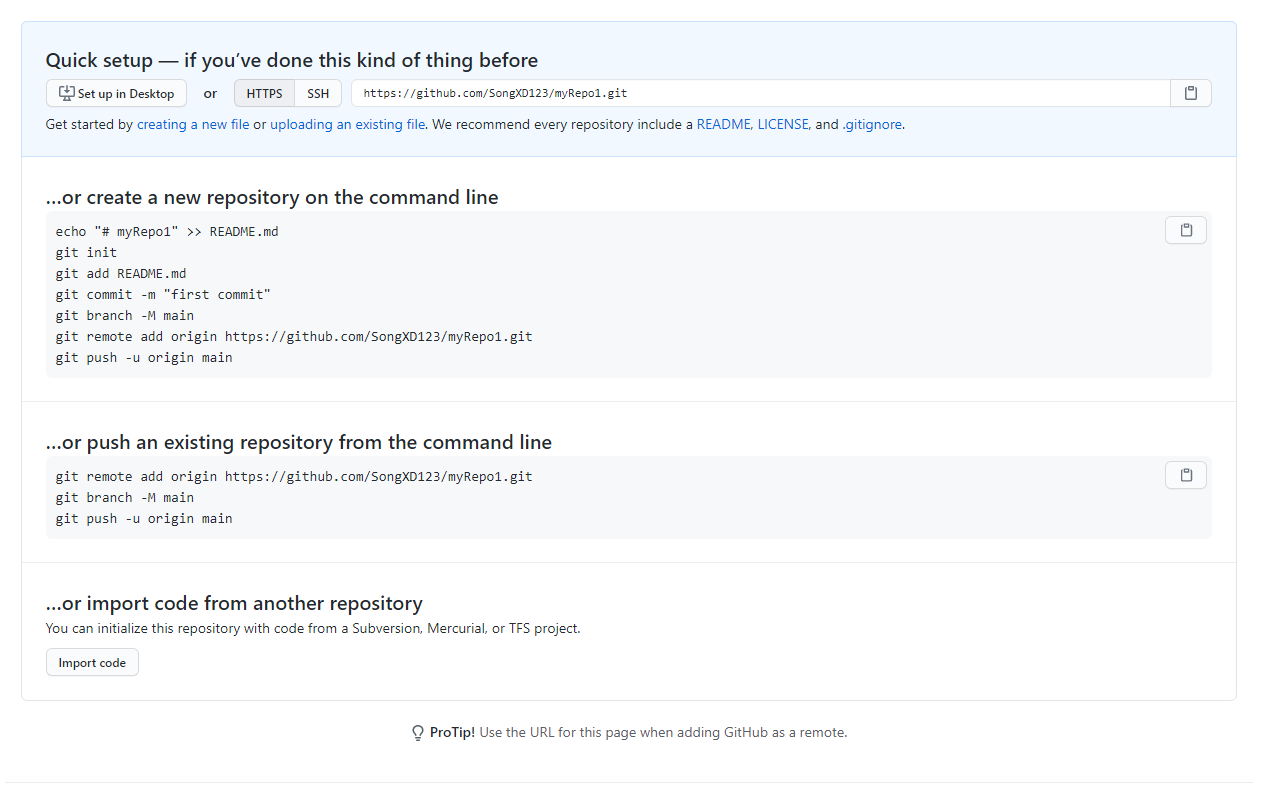 Quick setup — if you’ve done this kind of thing before
Set up in Desktop or HTTPS SSH https://github.com/SongXD123/myRepo1.git
Get started by creating a new file or uploading an existing file. We recommend every repository include a README, LICENSE, and .gitignore.
…or create a new repository on the command line
echo "# myRepo1" >> README.md
git init
git add README.md
git commit -m "first commit"
git branch -M main
git remote add origin https://github.com/SongXD123/myRepo1.git
git push -u origin main
…or push an existing repository from the command line
git remote add origin https://github.com/SongXD123/myRepo1.git
git branch -M main
git push -u origin main
…or import code from another repository
You can initialize this repository with code from a Subversion, Mercurial, or TFS project.
Import code
ProTip! Use the URL for this page when adding GitHub as a remote.